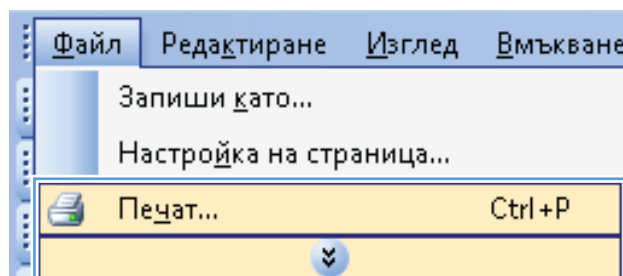 Файл Редактиране Изглед Вмъкване
Запиши като...
Настройка на страница...
Печат... Ctrl+P